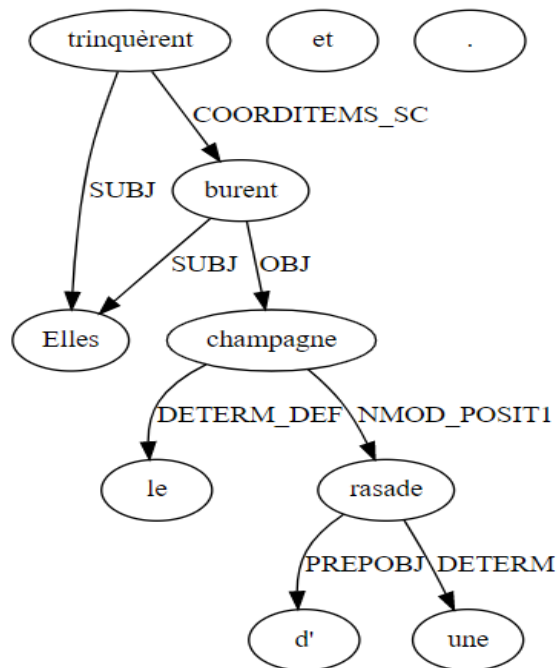 trinquèrent et .
COORDITEMS_SC
SUBJ burent
SUBJ OBJ
Elles champagne
DETERM_DEF NMOD_POSIT1
le rasade
PREPOBJ DETERM
d' une